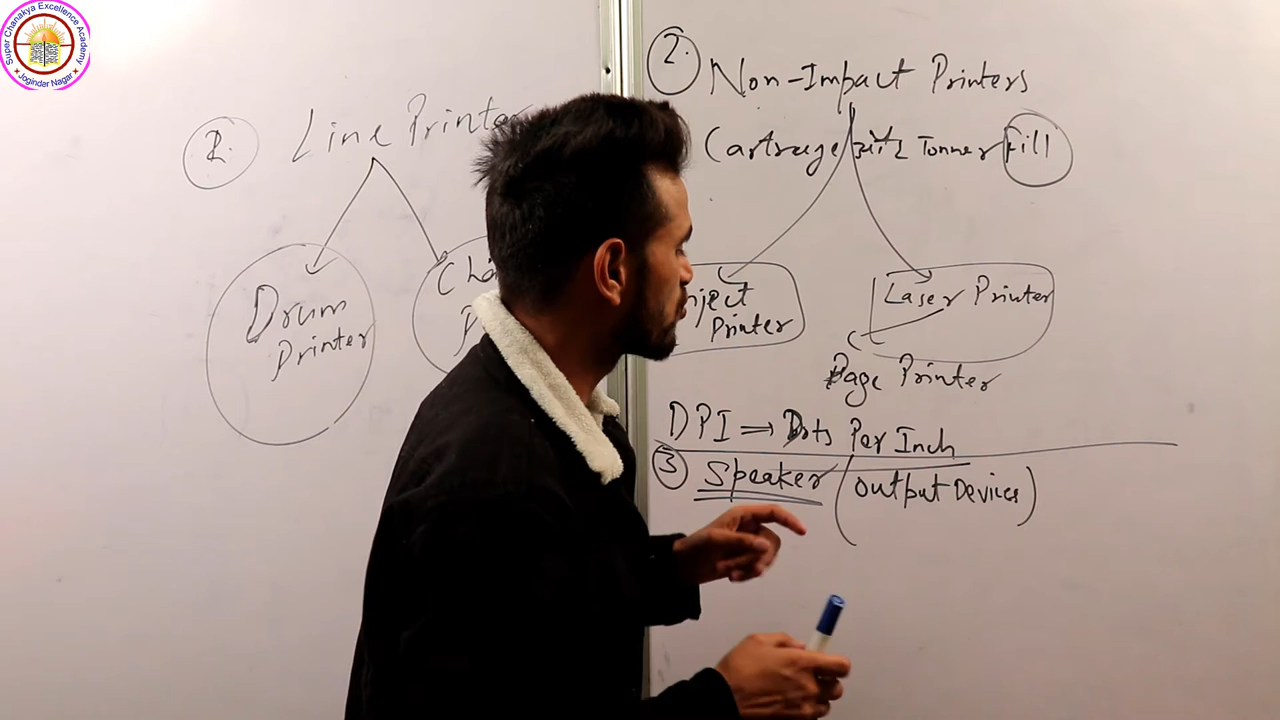 Super Chanakya Excellence Academy
Joginder Nagar
2.
Line Printer
Drum
Printer
2.
Non-Impact Printers
Cartrage और Tonner Fill
Printer
Laser Printer
Page Printer
DPI ⇒ Dots Per Inch
3 Speaker (Output Devices)